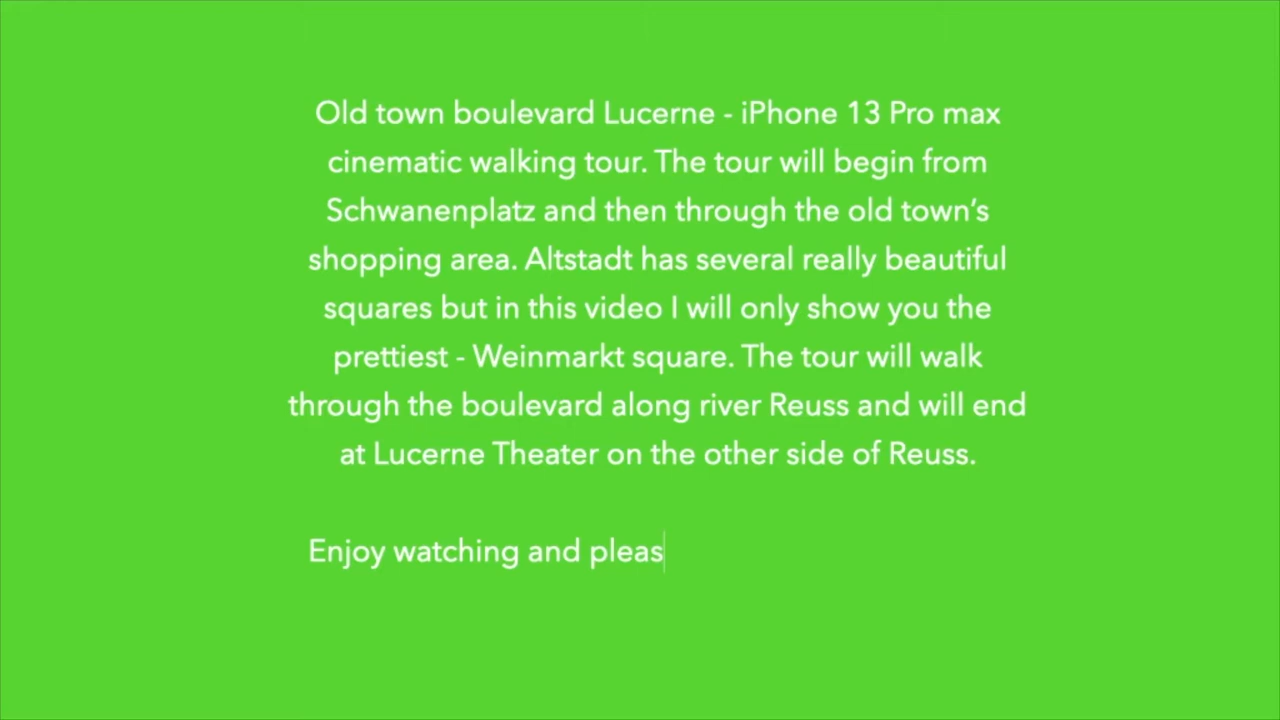 Old town boulevard Lucerne - iPhone 13 Pro max
cinematic walking tour. The tour will begin from
Schwanenplatz and then through the old town’s
shopping area. Altstadt has several really beautiful
squares but in this video I will only show you the
prettiest - Weinmarkt square. The tour will walk
through the boulevard along river Reuss and will end
at Lucerne Theater on the other side of Reuss.
Enjoy watching and pleas